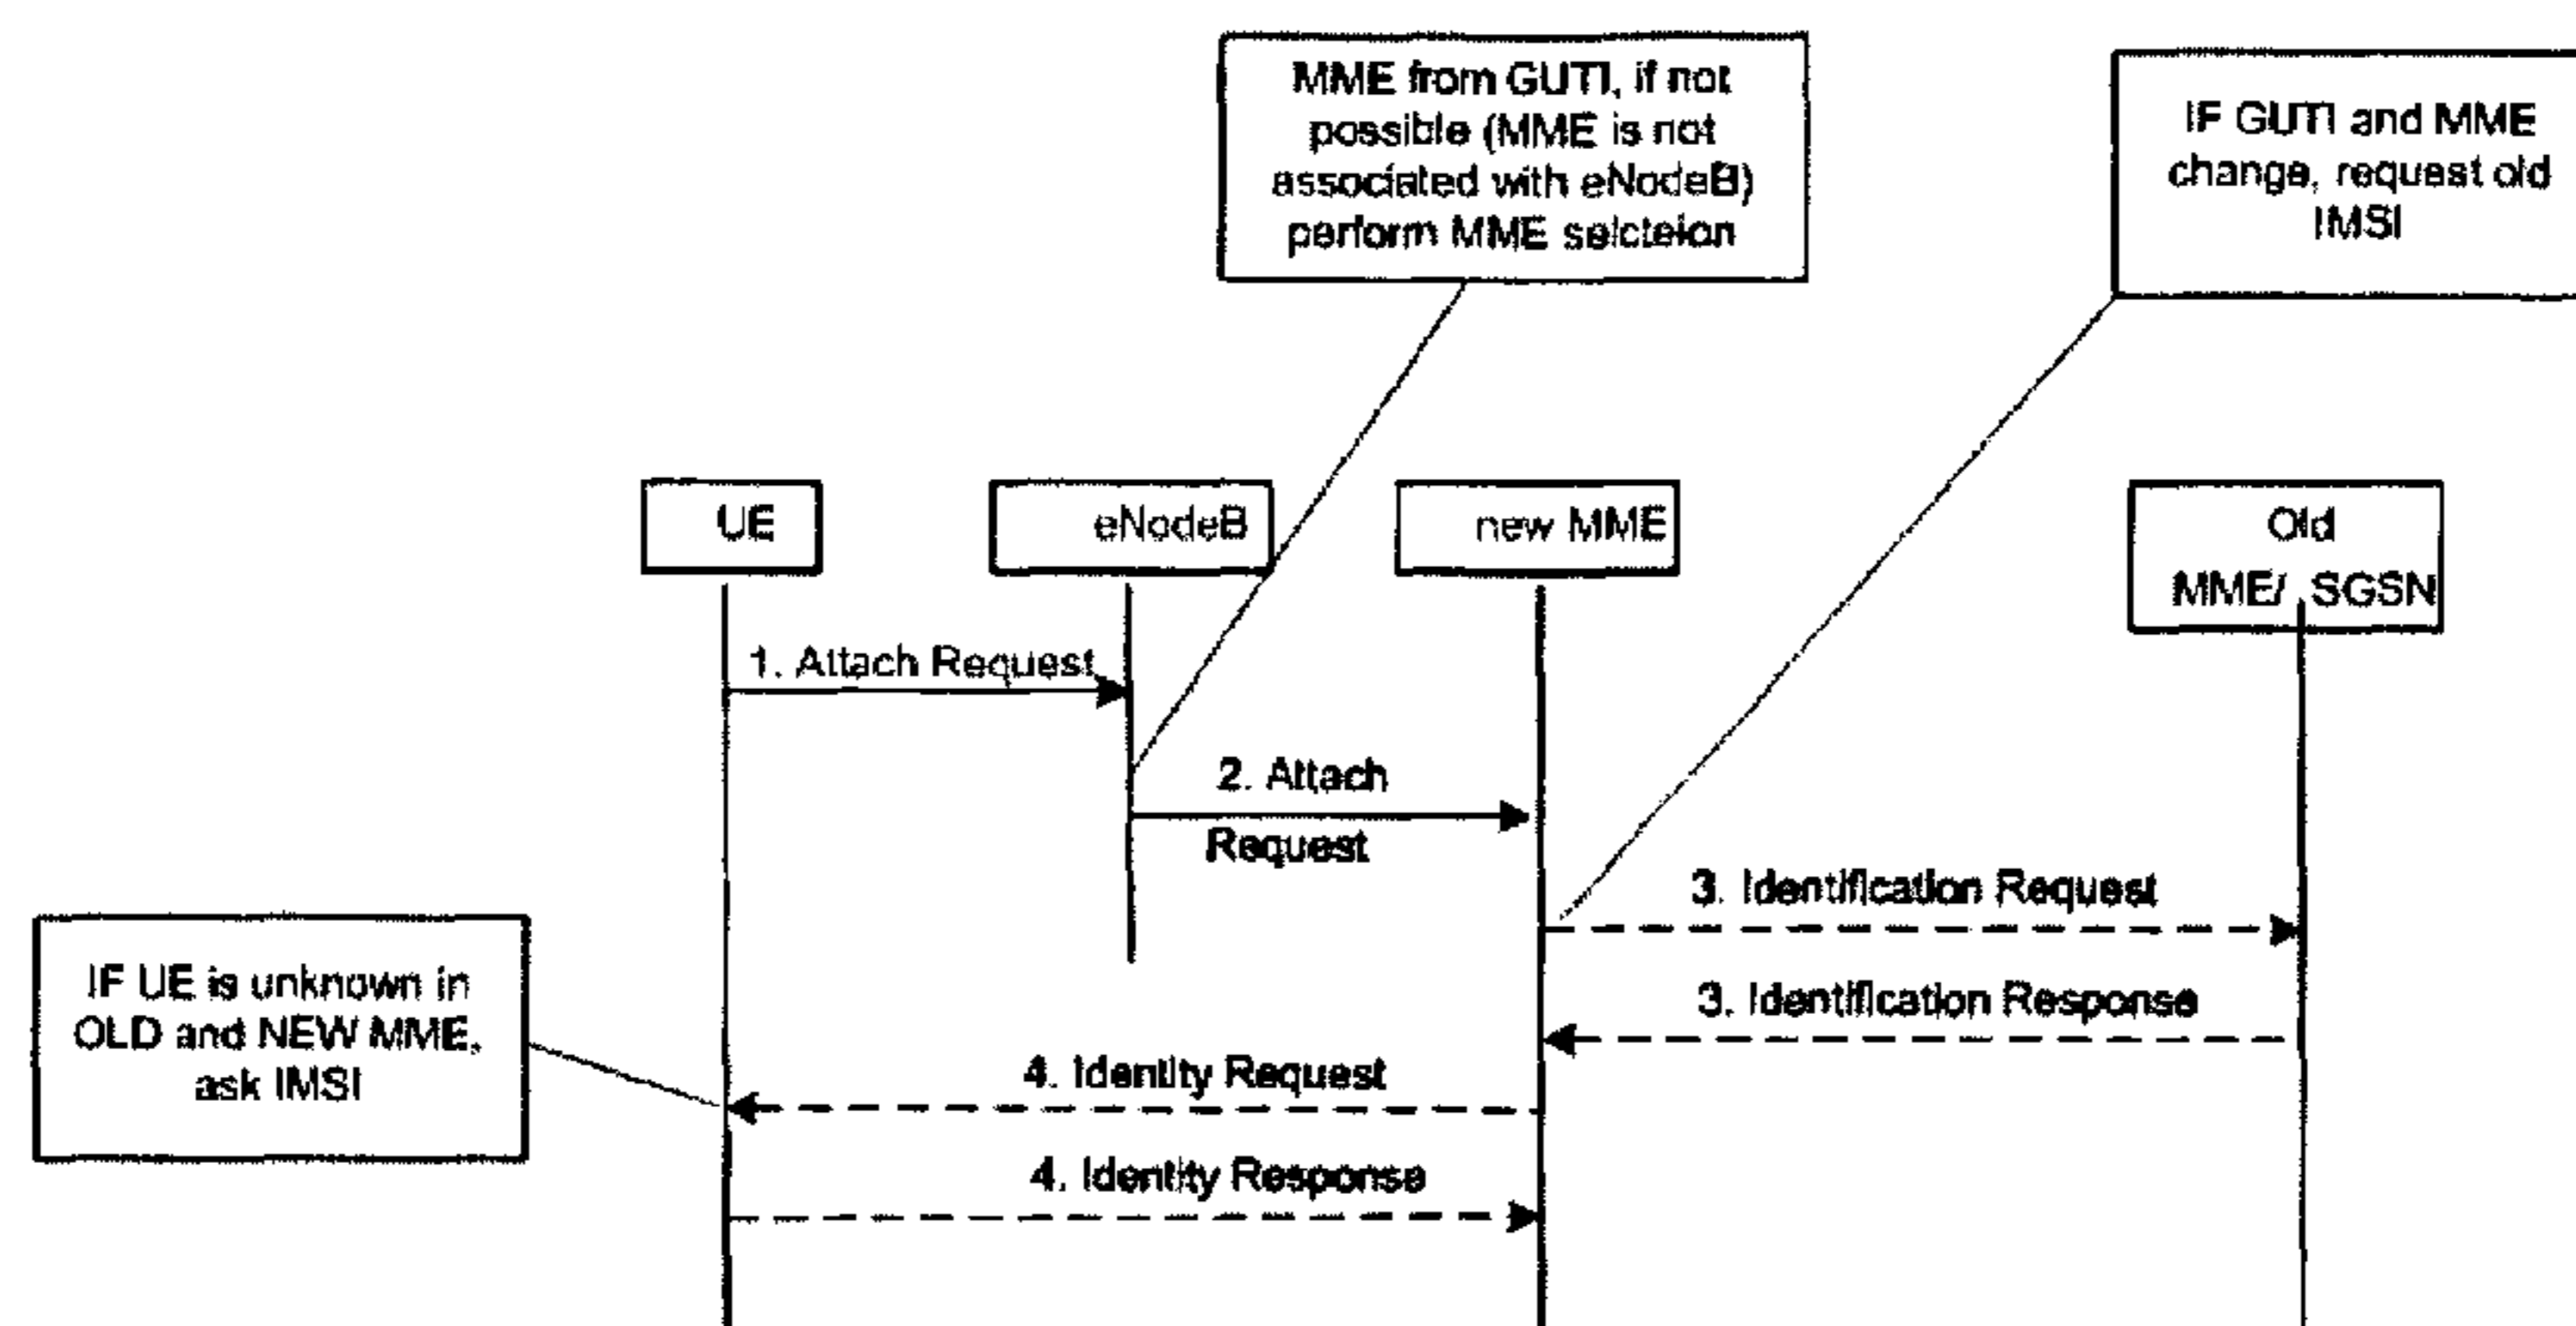 MME from GUTI, if not
possible (MME is not
associated with eNodeB)
perform MME selcteion
IF GUTI and MME
change, request old
IMSI
UE
eNodeB
new MME
Old
MME/ SGSN
1. Attach Request
2. Attach
Request
3. Identification Request
IF UE is unknown in
OLD and NEW MME,
ask IMSI
3. Identification Response
4. Identity Request
4. Identity Response